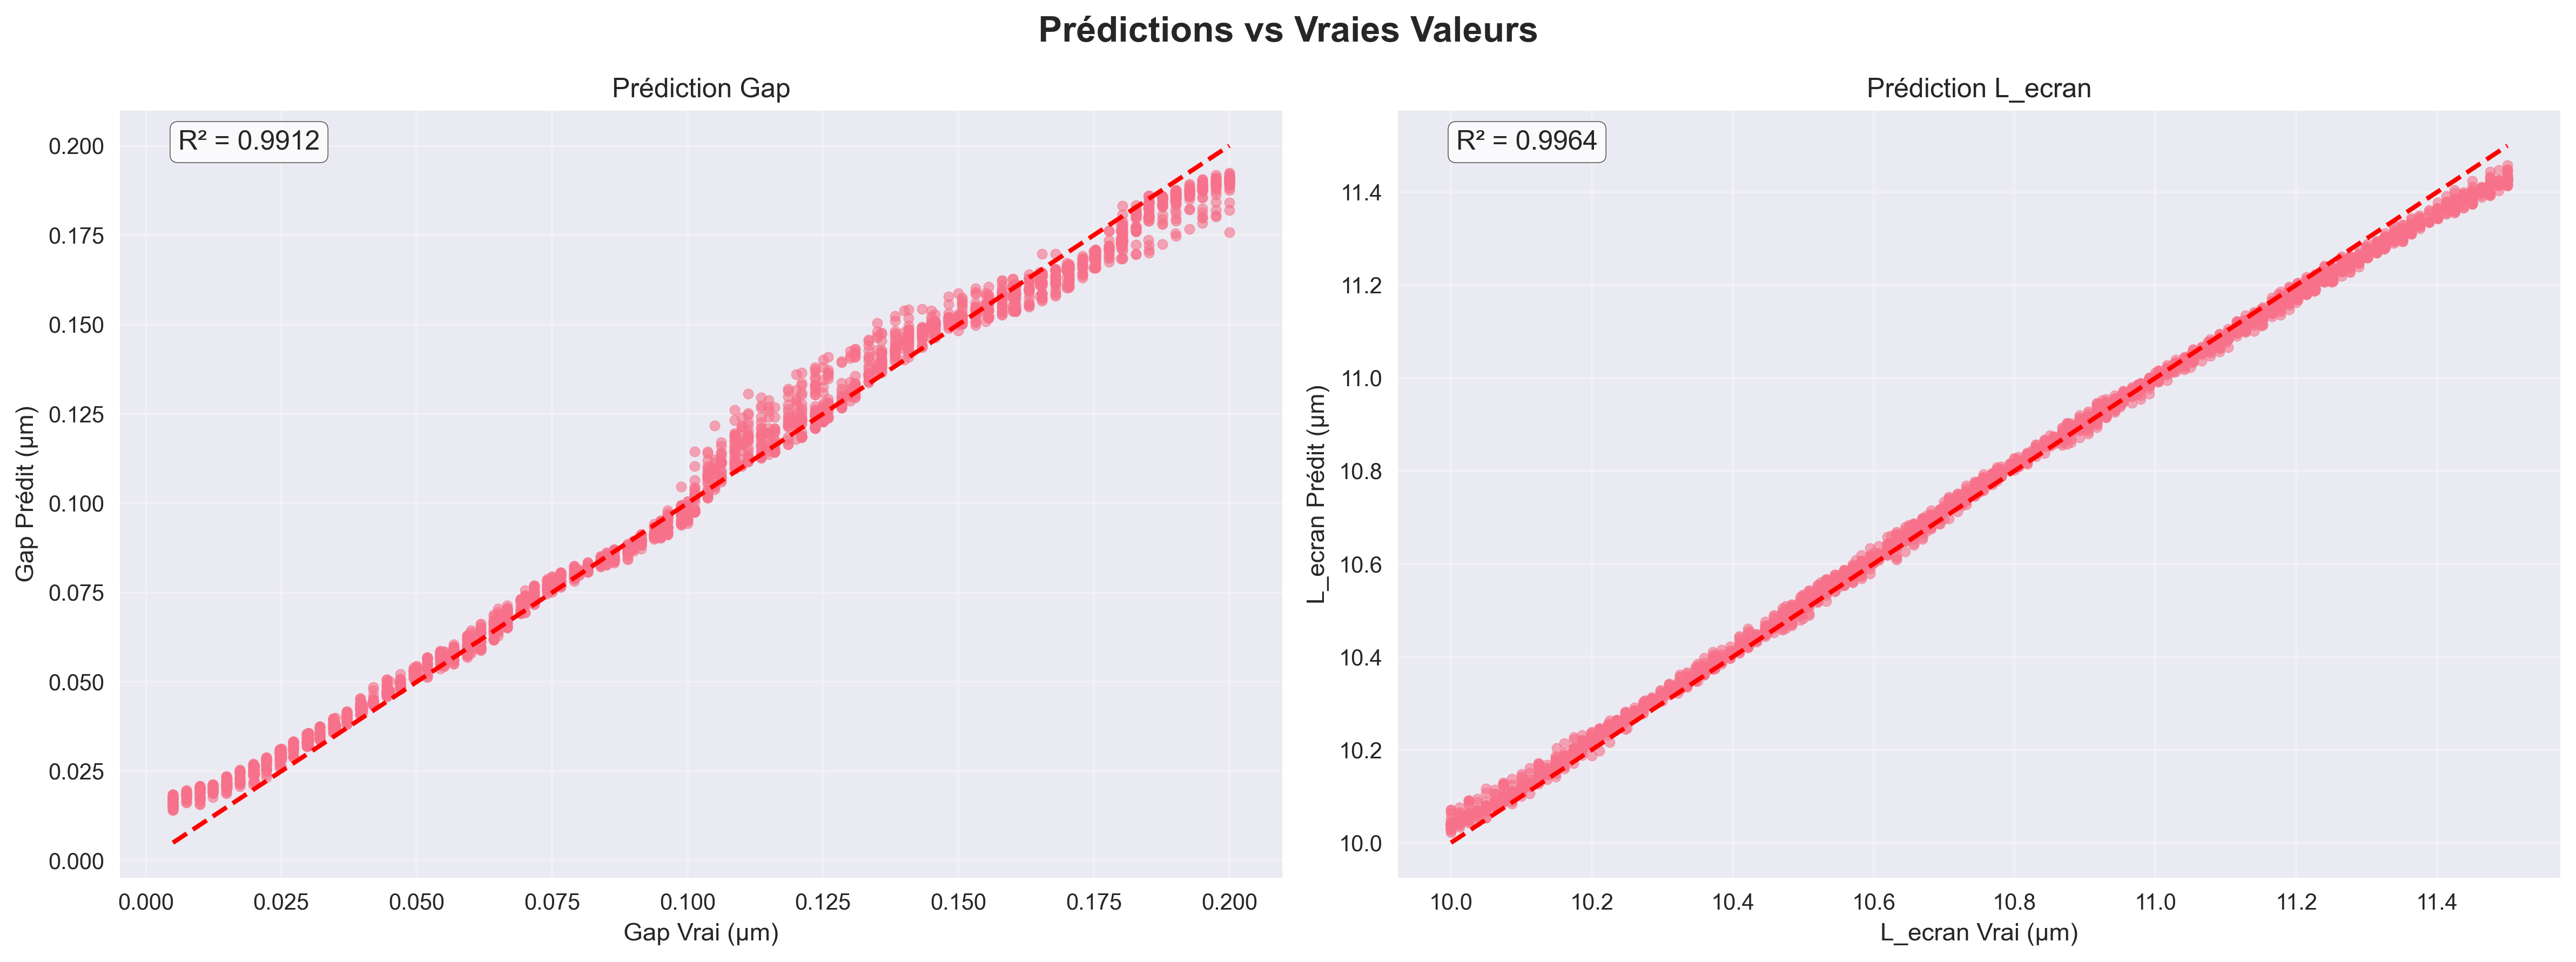 Prédictions vs Vraies Valeurs
Prédiction Gap
R² = 0.9912
0.200
0.175
0.150
0.125
0.100
0.075
0.050
0.025
0.000
Gap Prédit (µm)
0.000 0.025 0.050 0.075 0.100 0.125 0.150 0.175 0.200
Gap Vrai (µm)
Prédiction L_ecran
R² = 0.9964
11.4
11.2
11.0
10.8
10.6
10.4
10.2
10.0
L_ecran Prédit (µm)
10.0 10.2 10.4 10.6 10.8 11.0 11.2 11.4
L_ecran Vrai (µm)